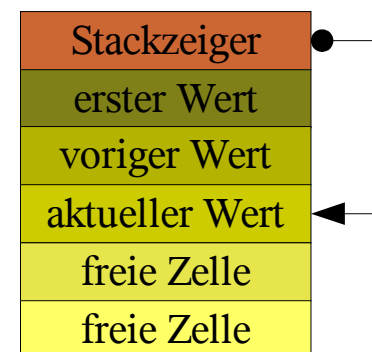 Stackzeiger
erster Wert
voriger Wert
aktueller Wert
freie Zelle
freie Zelle